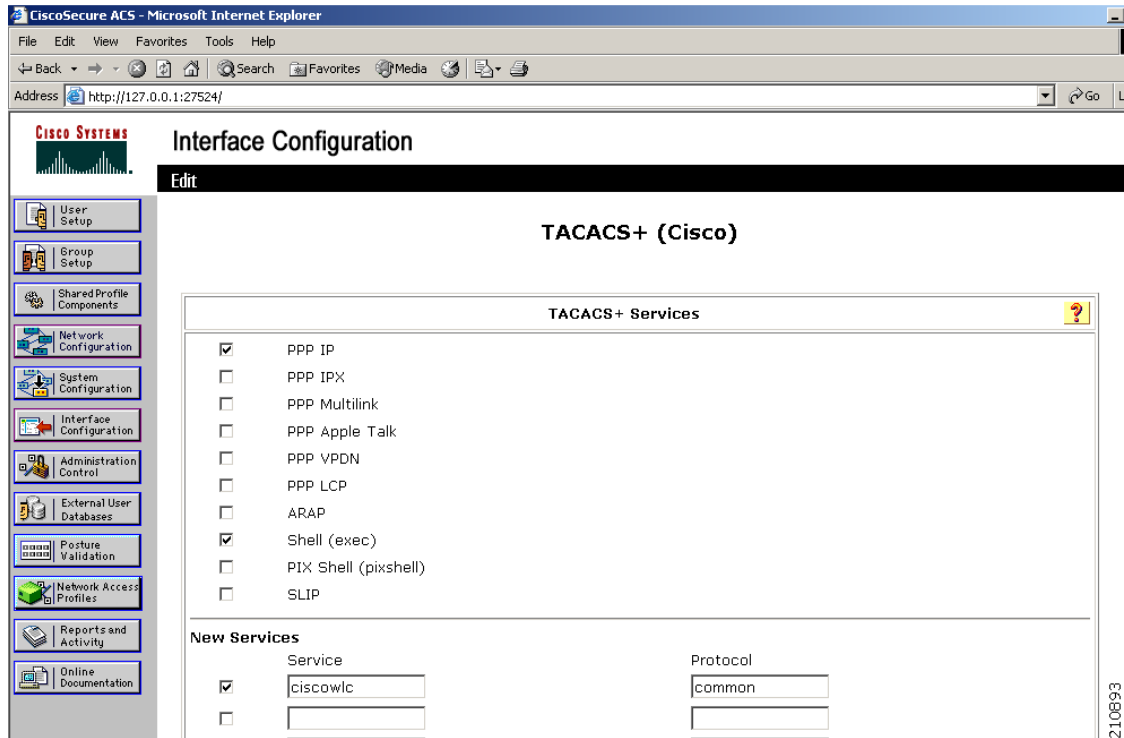 CiscoSecure ACS - Microsoft Internet Explorer
File Edit View Favorites Tools Help
Back Search Favorites Media
Address http://127.0.0.1:27524/ Go L
CISCO SYSTEMS
Interface Configuration
Edit
User Setup
Group Setup
Shared Profile Components
Network Configuration
System Configuration
Interface Configuration
Administration Control
External User Databases
Posture Validation
Network Access Profiles
Reports and Activity
Online Documentation
TACACS+ (Cisco)
TACACS+ Services ?
PPP IP
PPP IPX
PPP Multilink
PPP Apple Talk
PPP VPDN
PPP LCP
ARAP
Shell (exec)
PIX Shell (pixshell)
SLIP
New Services
Service Protocol
ciscowlc common
210893